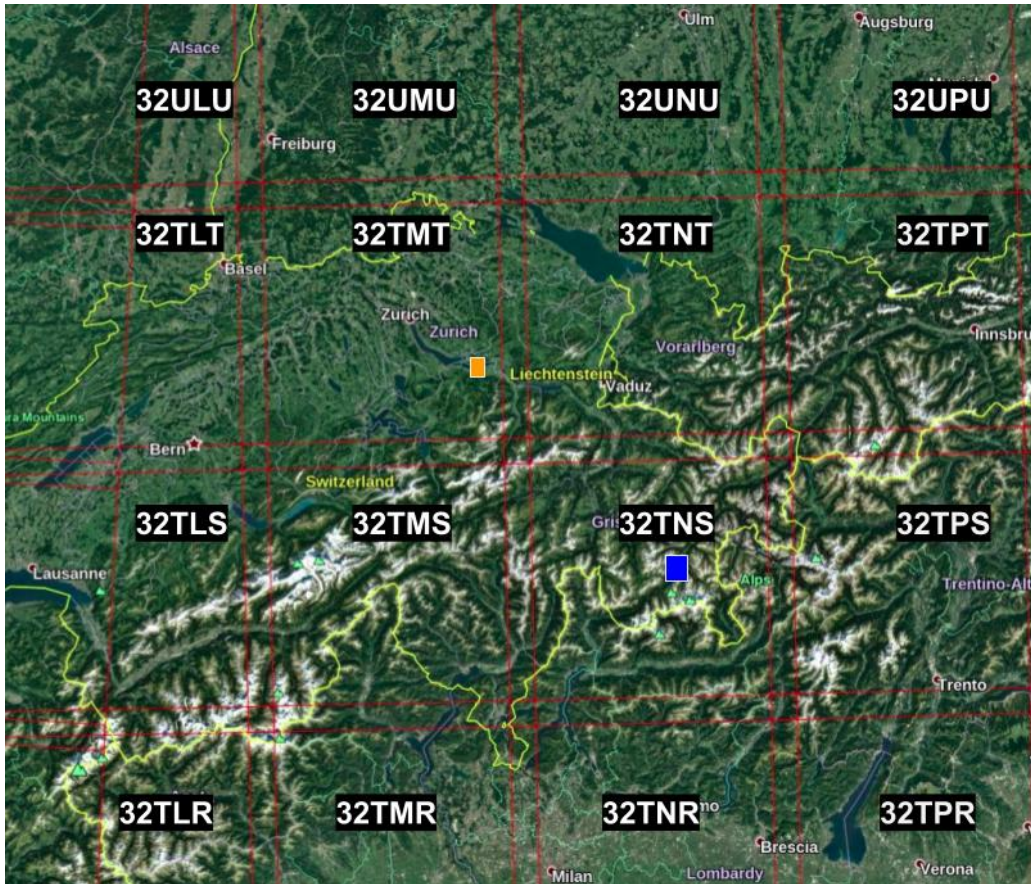 Ulm
Augsburg
Alsace
32ULU
32UMU
32UNU
32UPU
Freiburg
32TLT
32TMT
32TNT
32TPT
Basel
Zurich
Zurich
Innsbru
Vorarlberg
Liechtenstein
Vaduz
ra Mountains
Bern
Switzerland
32TLS
32TMS
Gris
32TNS
32TPS
Lausanne
Alps
Trentino-Alt
Trento
32TLR
32TMR
32TNR
mo
32TPR
Brescia
Milan
Lombardy
Verona